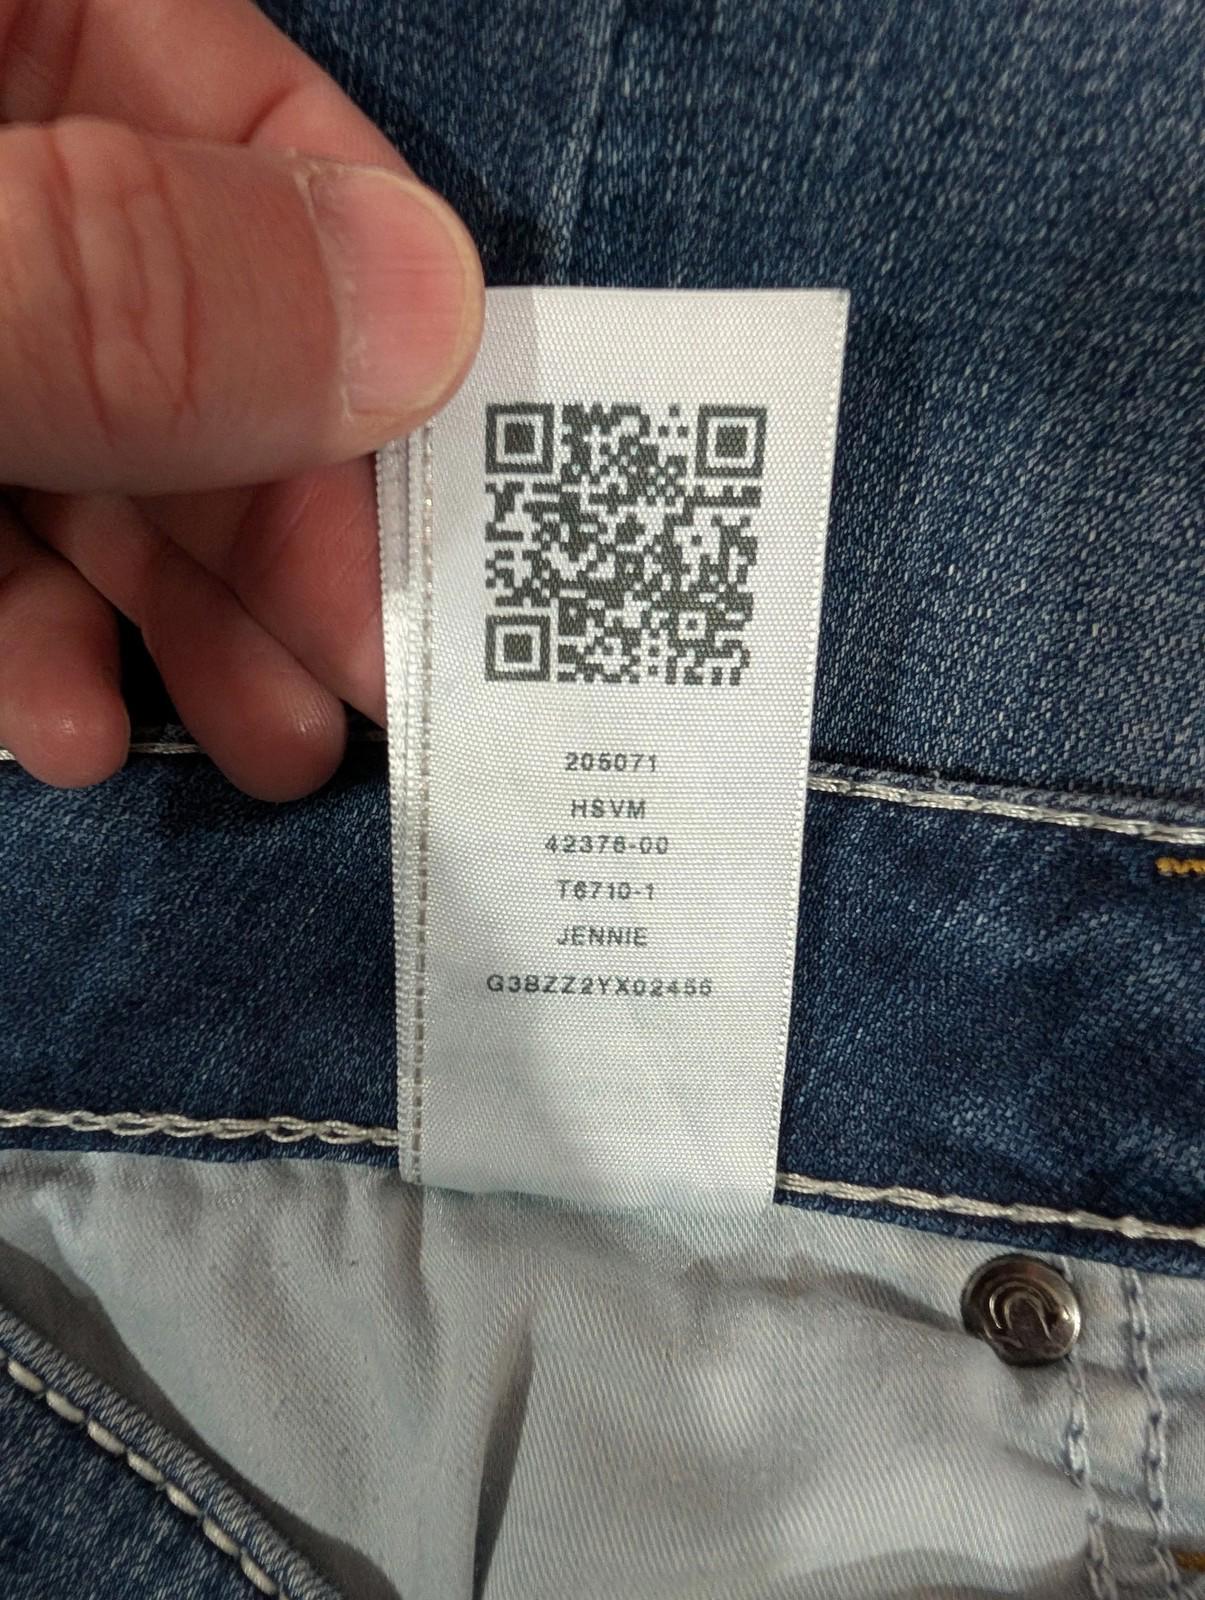 205071
HSVM
42376-00
T6710-1
JENNIE
G3BZZ2YX02456